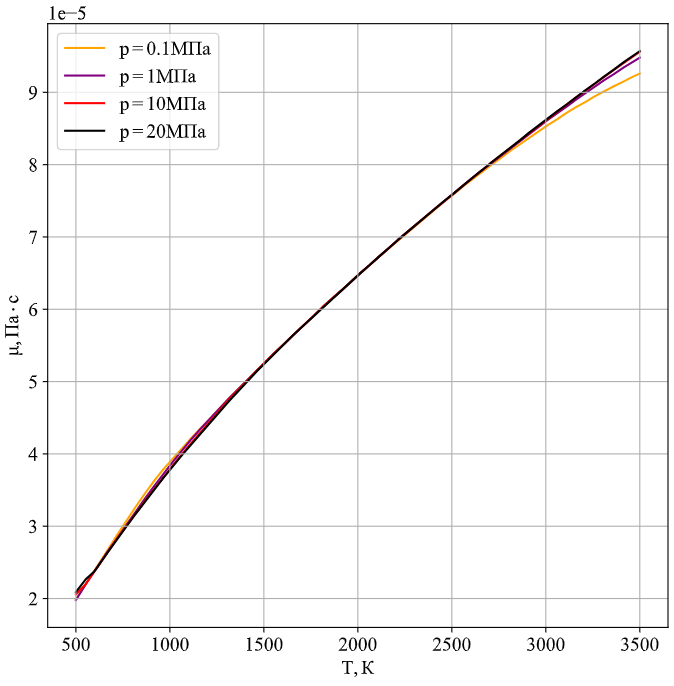 1e−5
p = 0.1МПа
p = 1МПа
p = 10МПа
p = 20МПа
9
8
7
6
5
4
3
2
μ, Па · с
500 1000 1500 2000 2500 3000 3500
T, К